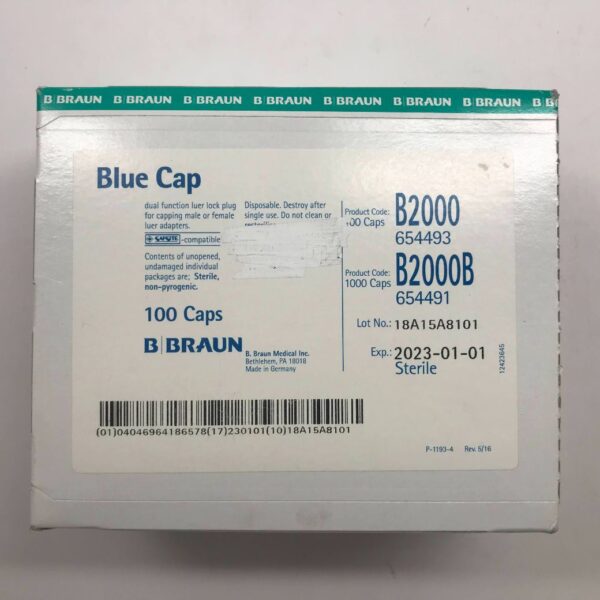 B BRAUN B BRAUN B BRAUN B BRAUN B BRAUN B BRAUN B BRAUN B B
Blue Cap
dual function luer lock plug
for capping male or female
luer adapters.
SAFSITE-compatible
Contents of unopened,
undamaged individual
packages are: Sterile,
non-pyrogenic.
Disposable. Destroy after
single use. Do not clean or
100 Caps
B|BRAUN
B. Braun Medical Inc.
Bethlehem, PA 18018
Made in Germany
Product Code: B2000
100 Caps 654493
Product Code: B2000B
1000 Caps 654491
Lot No.: 18A15A8101
Exp.: 2023-01-01
Sterile
12423645
(01)04046964186578(17)230101(10)18A15A8101
P-1193-4 Rev. 5/16